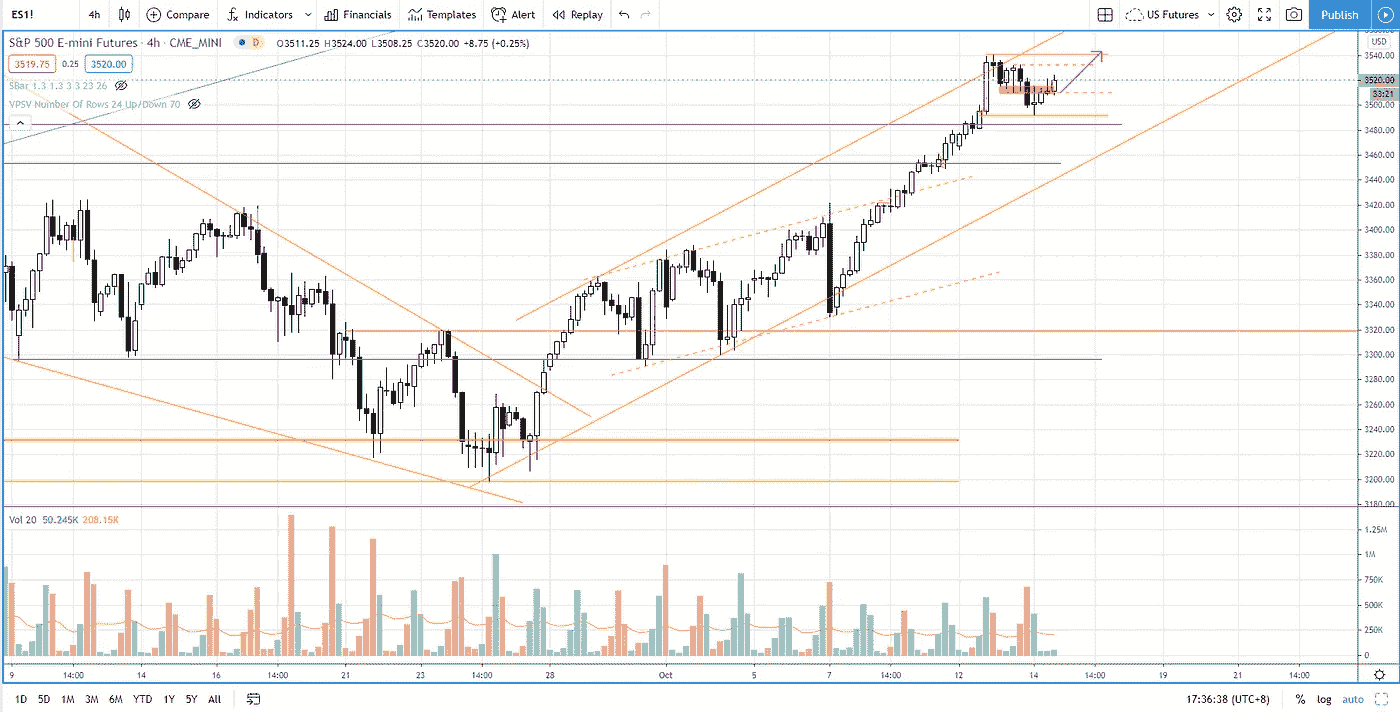 ES1! 4h Compare Indicators Financials Templates Alert Replay US Futures Publish
S&P 500 E-mini Futures · 4h · CME_MINI D O3511.25 H3524.00 L3508.25 C3520.00 +8.75 (+0.25%)
USD
3519.75 0.25 3520.00
SBar 1.3 1.3 3 3 23 26
VPSV Number Of Rows 24 Up/Down 70
3540.00
3520.00
33:21
3500.00
3480.00
3460.00
3440.00
3420.00
3400.00
3380.00
3360.00
3340.00
3320.00
3300.00
3280.00
3260.00
3240.00
3220.00
3200.00
3180.00
Vol 20 50.245K 208.15K
1.25M
1M
750K
500K
250K
0
9 14:00 14 16 14:00 21 23 14:00 28 Oct 5 7 14:00 12 14 14:00 19 21 14:00
1D 5D 1M 3M 6M YTD 1Y 5Y All 17:36:38 (UTC+8) % log auto